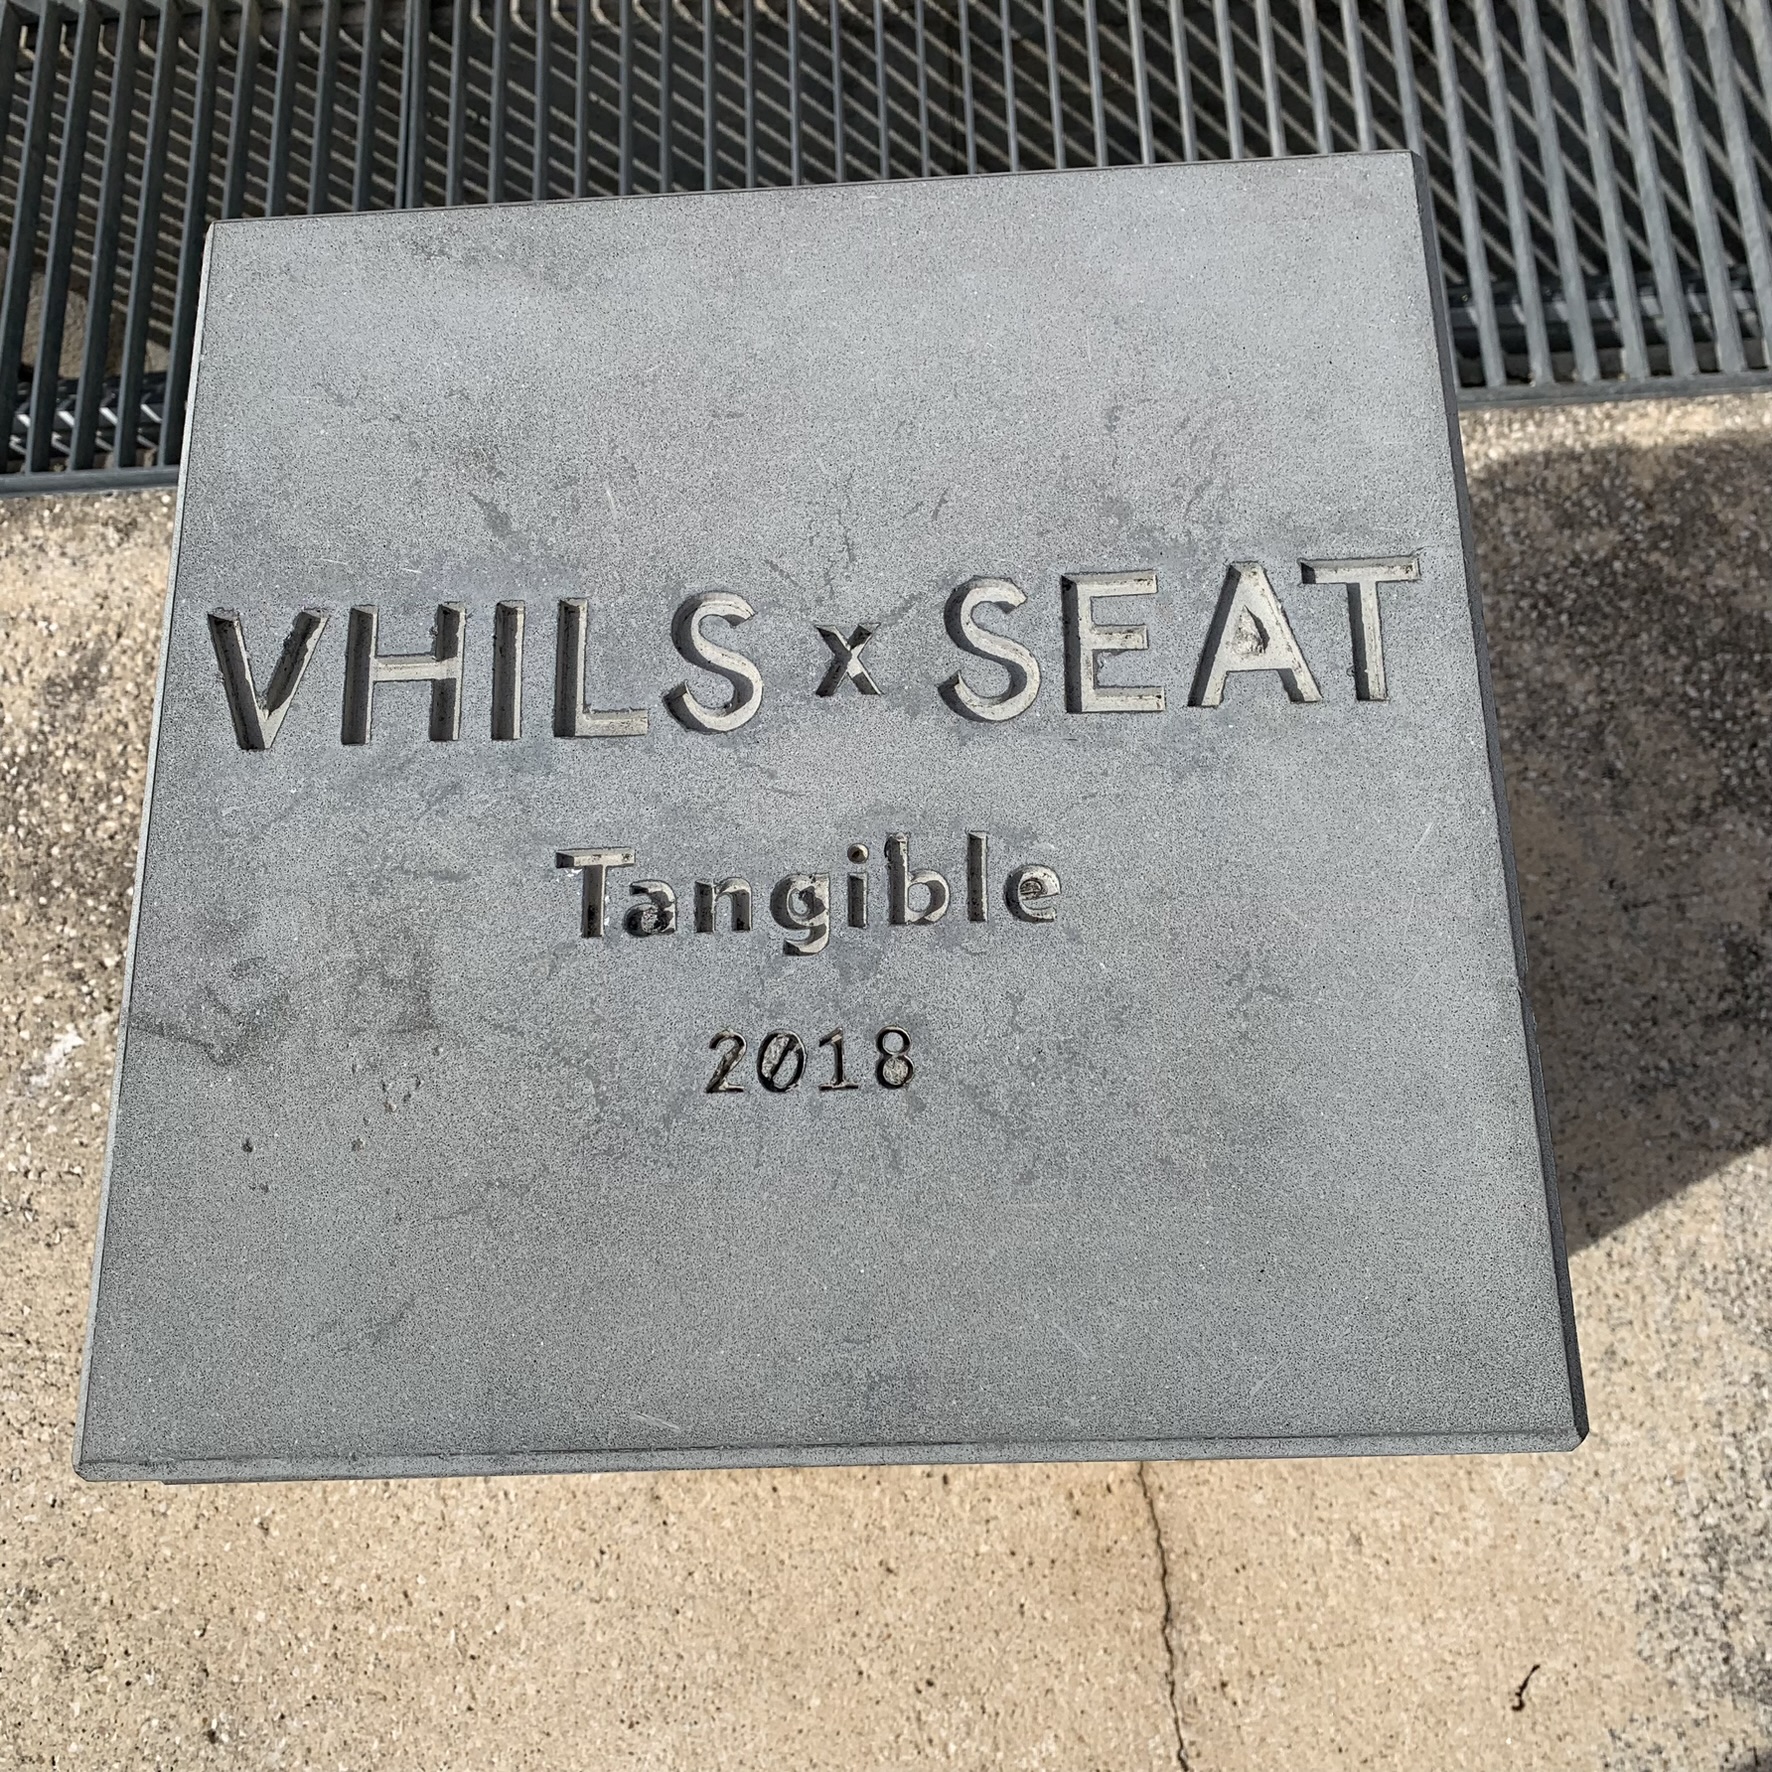 VHILS x SEAT
Tangible
2018